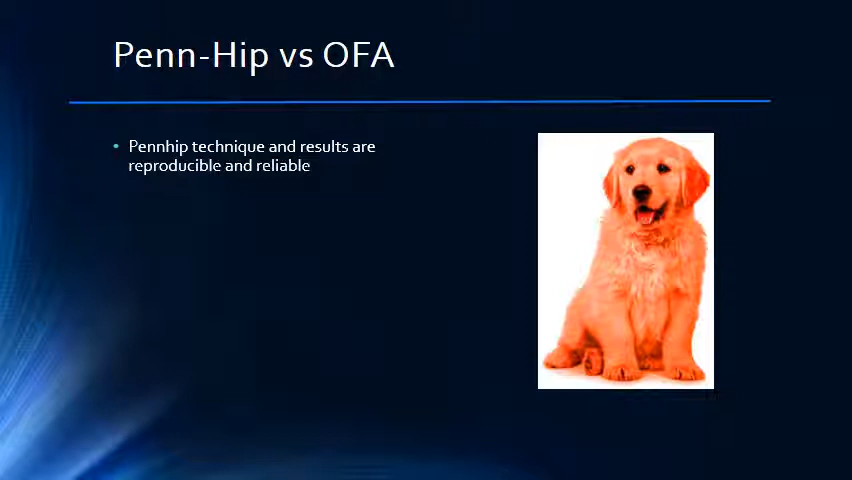 Penn-Hip vs OFA
• Pennhip technique and results are
reproducible and reliable